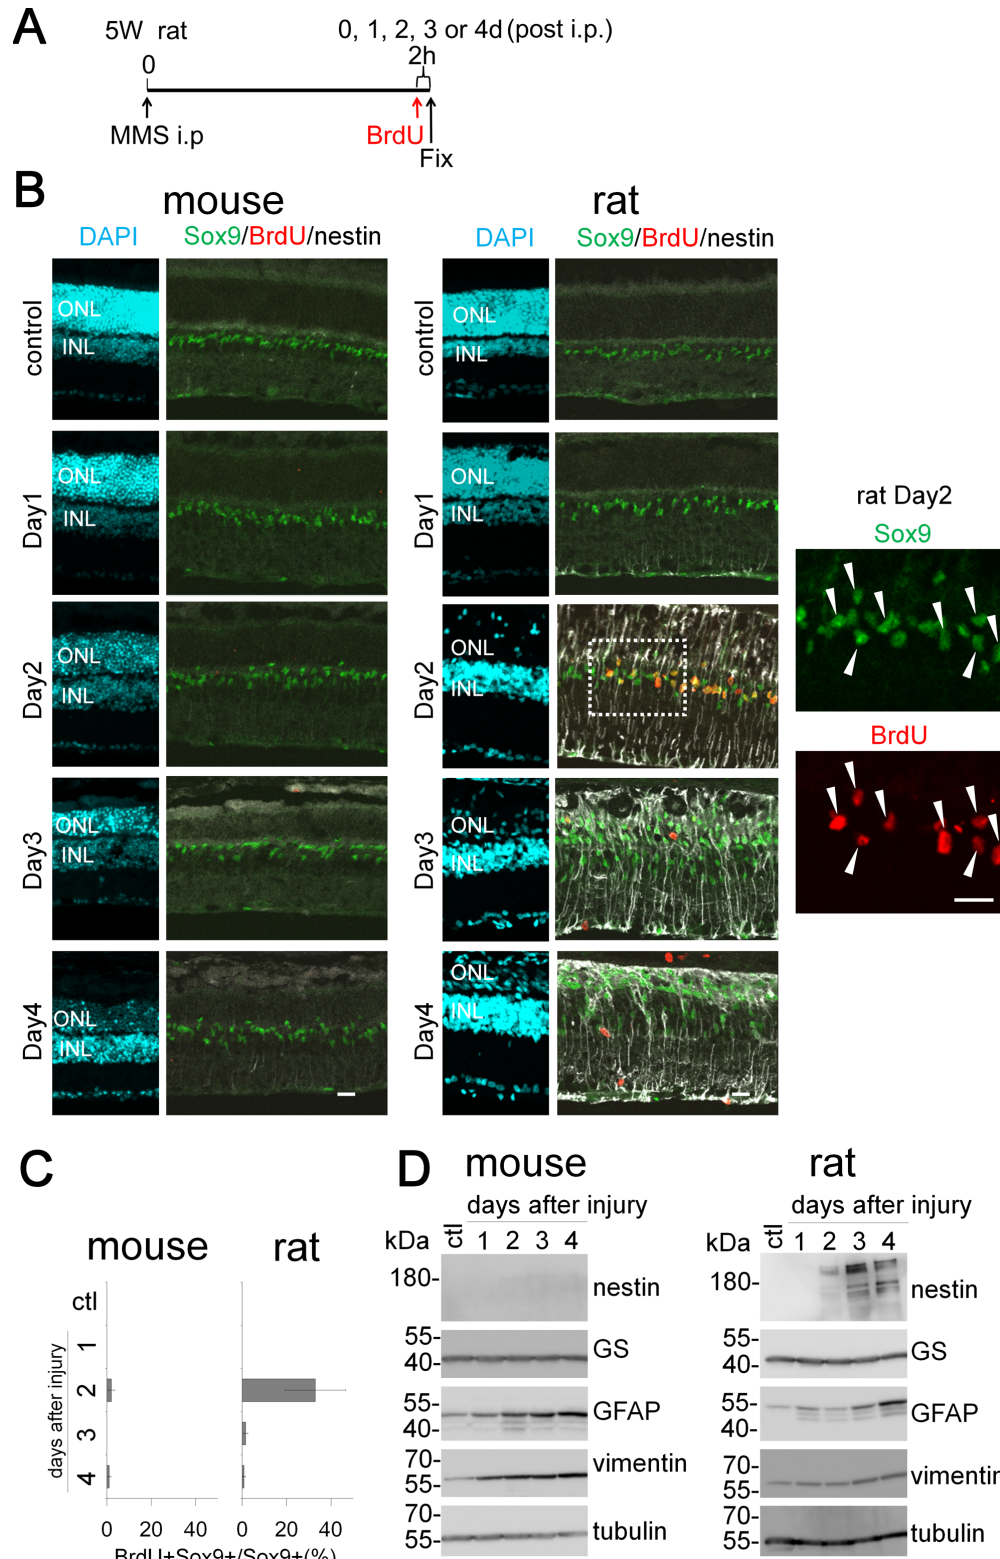 A
5W rat
0, 1, 2, 3 or 4d (post i.p.)
0
2h
MMS i.p
BrdU
Fix
B
mouse
rat
DAPI
Sox9/BrdU/nestin
DAPI
Sox9/BrdU/nestin
control
ONL
INL
control
ONL
INL
Day1
ONL
INL
Day1
ONL
INL
Day2
ONL
INL
Day2
ONL
INL
Day3
ONL
INL
Day3
ONL
INL
Day4
ONL
INL
Day4
ONL
INL
rat Day2
Sox9
BrdU
C
mouse
rat
ctl
1
2
3
4
days after injury
0 20 40
0 20 40
BrdU+Sox9+/Sox9+(%)
D
mouse
rat
days after injury
kDa ctl 1 2 3 4
180- nestin
55-
40- GS
55-
40- GFAP
70-
55- vimentin
70-
55- tubulin
days after injury
kDa ctl 1 2 3 4
180- nestin
55-
40- GS
55-
40- GFAP
70-
55- vimentin
70-
55- tubulin